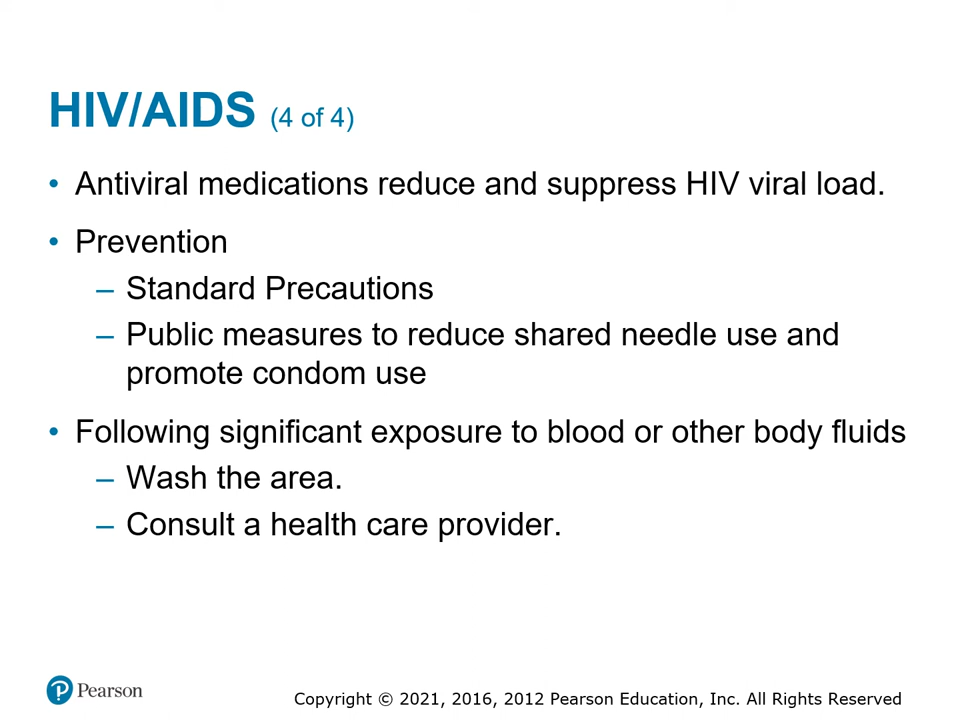 HIV/AIDS (4 of 4)
• Antiviral medications reduce and suppress HIV viral load.
• Prevention
– Standard Precautions
– Public measures to reduce shared needle use and
promote condom use
• Following significant exposure to blood or other body fluids
– Wash the area.
– Consult a health care provider.
Pearson
Copyright © 2021, 2016, 2012 Pearson Education, Inc. All Rights Reserved